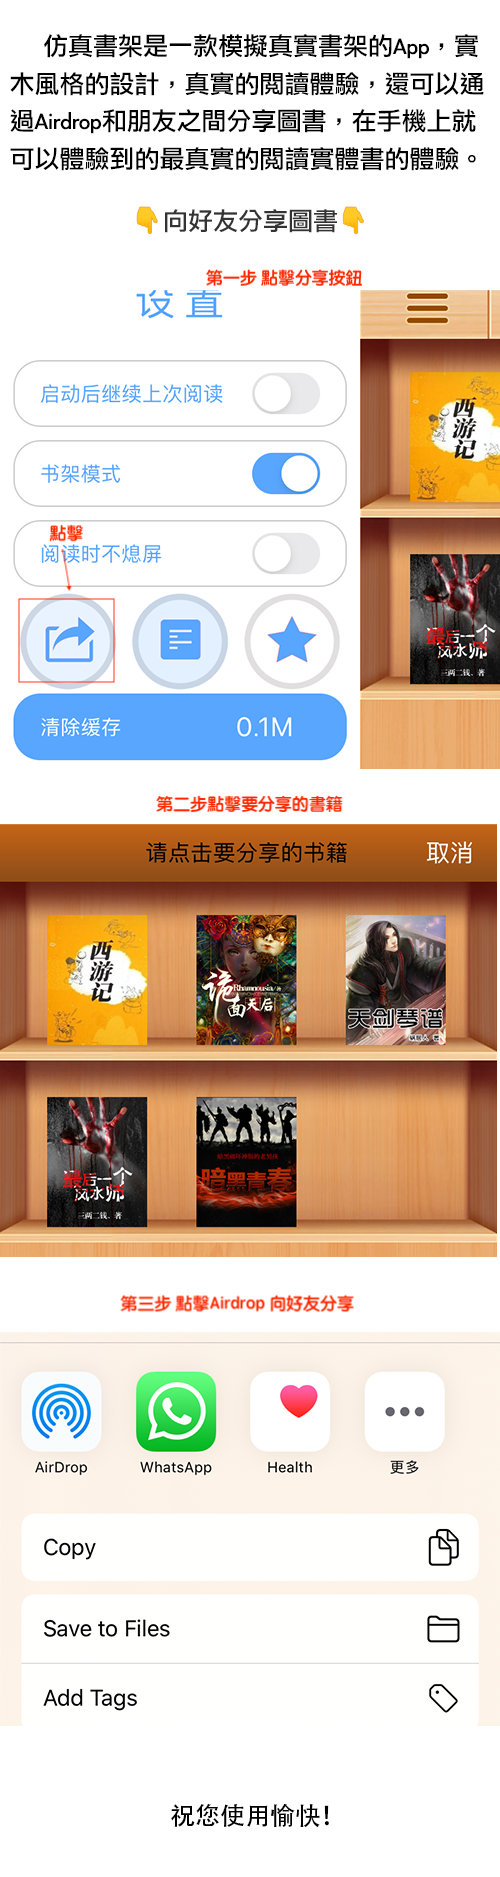 仿真書架是一款模擬真實書架的App，實
木風格的設計，真實的閱讀體驗，還可以通
過Airdrop和朋友之間分享圖書，在手機上就
可以體驗到的最真實的閱讀實體書的體驗。
👇向好友分享圖書👇
第一步 點擊分享按鈕
设 置
启动后继续上次阅读
书架模式
點擊
阅读时不熄屏
清除缓存 0.1M
西游记
最后一个
风水师
三两二钱、著
第二步點擊要分享的書籍
请点击要分享的书籍 取消
西游记
Rhamnousia/著
诡面天后
天剑琴谱
最后一个
风水师
三两二钱、著
暗黑青春
第三步 點擊Airdrop 向好友分享
AirDrop WhatsApp Health 更多
Copy
Save to Files
Add Tags
祝您使用愉快！